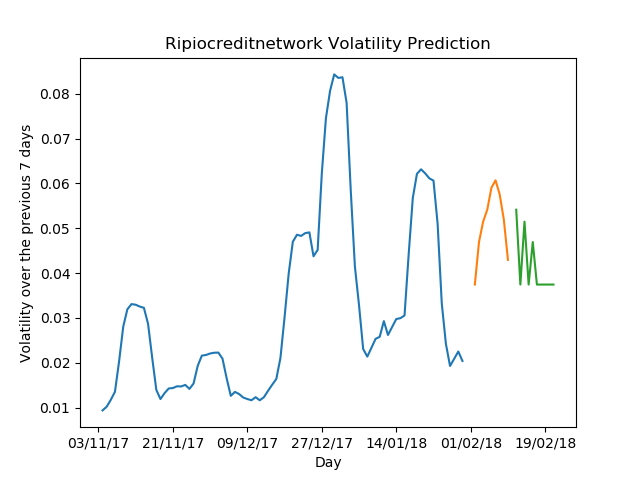 Ripiocreditnetwork Volatility Prediction
Volatility over the previous 7 days
0.08
0.07
0.06
0.05
0.04
0.03
0.02
0.01
03/11/17 21/11/17 09/12/17 27/12/17 14/01/18 01/02/18 19/02/18
Day